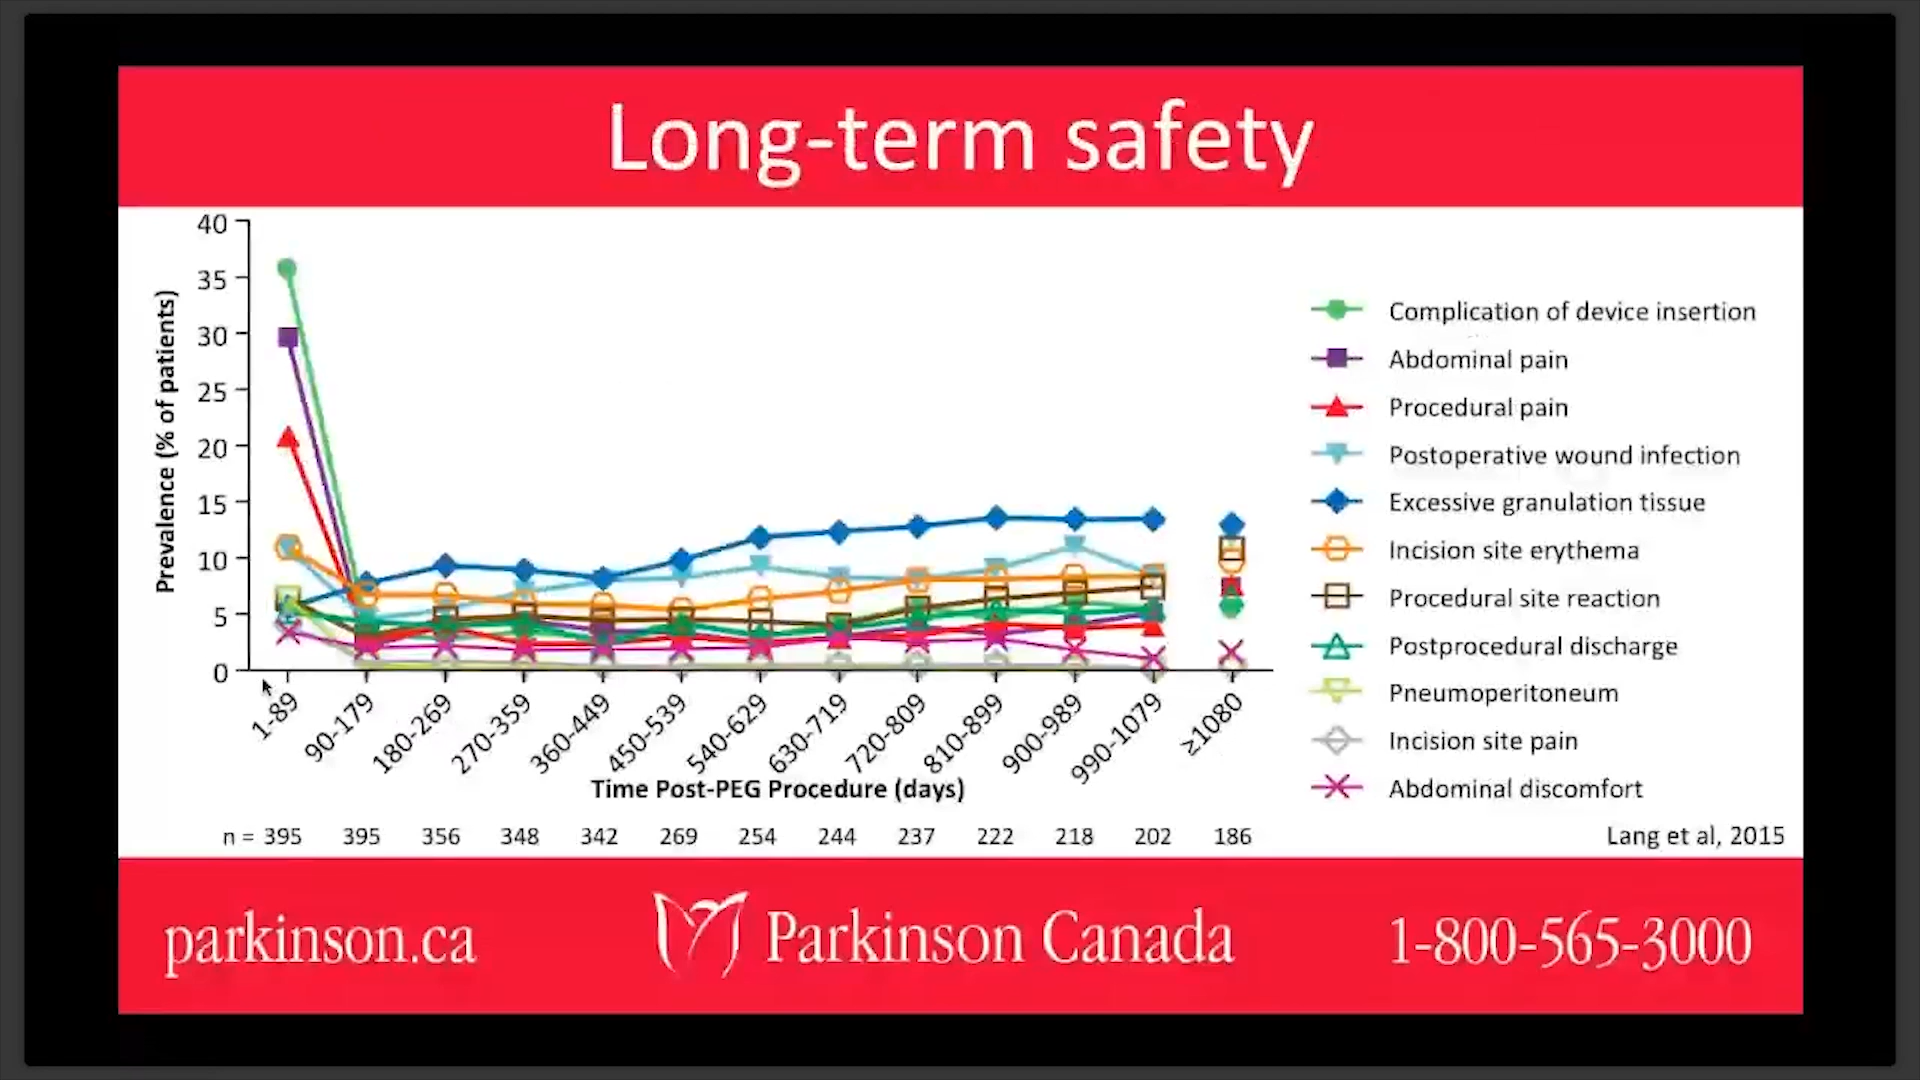 Long-term safety
40
35
30
25
20
15
10
5
0
Prevalence (% of patients)
1-89
90-179
180-269
270-359
360-449
450-539
540-629
630-719
720-809
810-899
900-989
990-1079
≥1080
Time Post-PEG Procedure (days)
n = 395 395 356 348 342 269 254 244 237 222 218 202 186
Complication of device insertion
Abdominal pain
Procedural pain
Postoperative wound infection
Excessive granulation tissue
Incision site erythema
Procedural site reaction
Postprocedural discharge
Pneumoperitoneum
Incision site pain
Abdominal discomfort
Lang et al, 2015
parkinson.ca
Parkinson Canada
1-800-565-3000